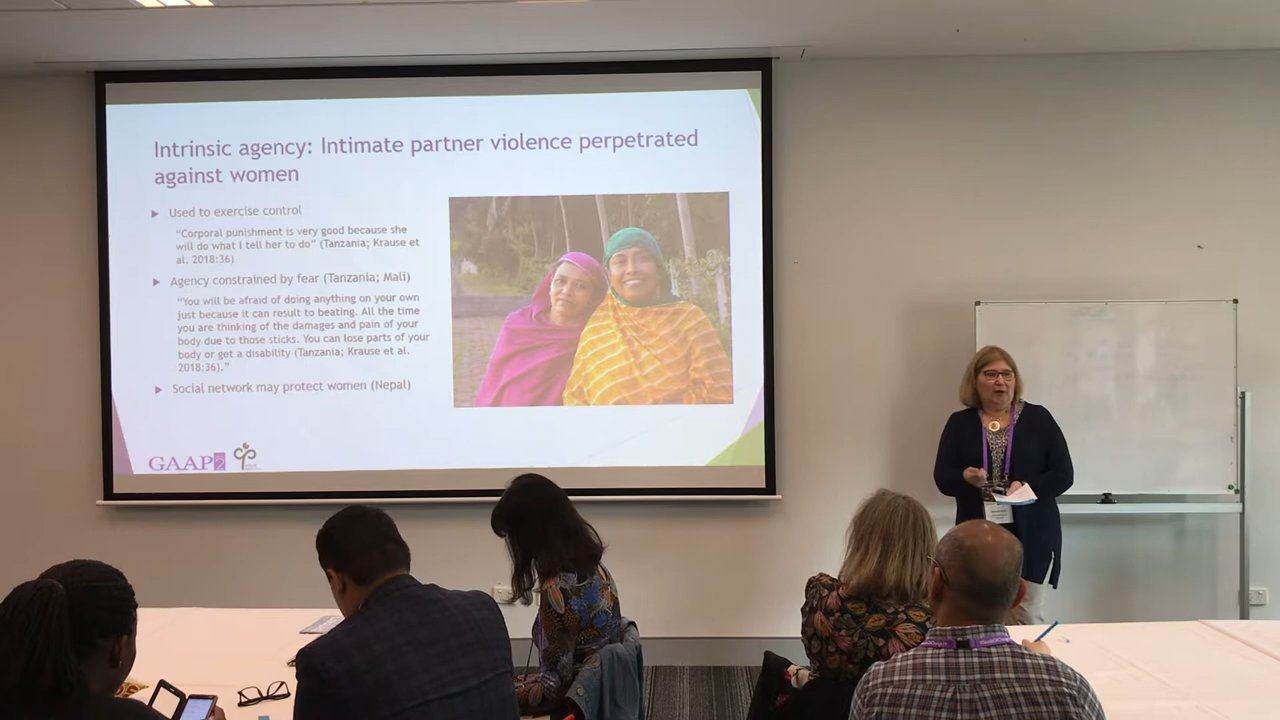 Intrinsic agency: Intimate partner violence perpetrated
against women
Used to exercise control
“Corporal punishment is very good because she
will do what I tell her to do” (Tanzania; Krause et
al. 2018:36)
Agency constrained by fear (Tanzania; Mali)
“You will be afraid of doing anything on your own
just because it can result to beating. All the time
you are thinking of the damages and pain of your
body due to those sticks. You can lose parts of your
body or get a disability (Tanzania; Krause et al.
2018:36).”
Social network may protect women (Nepal)
GAAP2